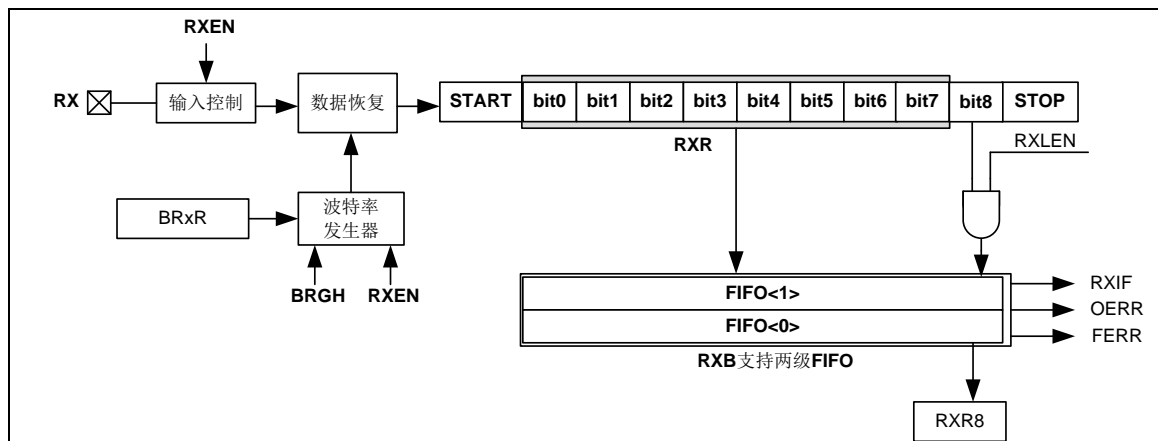 RXEN
RX
输入控制
数据恢复
START bit0 bit1 bit2 bit3 bit4 bit5 bit6 bit7 bit8 STOP
RXR
RXLEN
BRxR
波特率
发生器
BRGH
RXEN
FIFO<1>
FIFO<0>
RXIF
OERR
FERR
RXB支持两级FIFO
RXR8